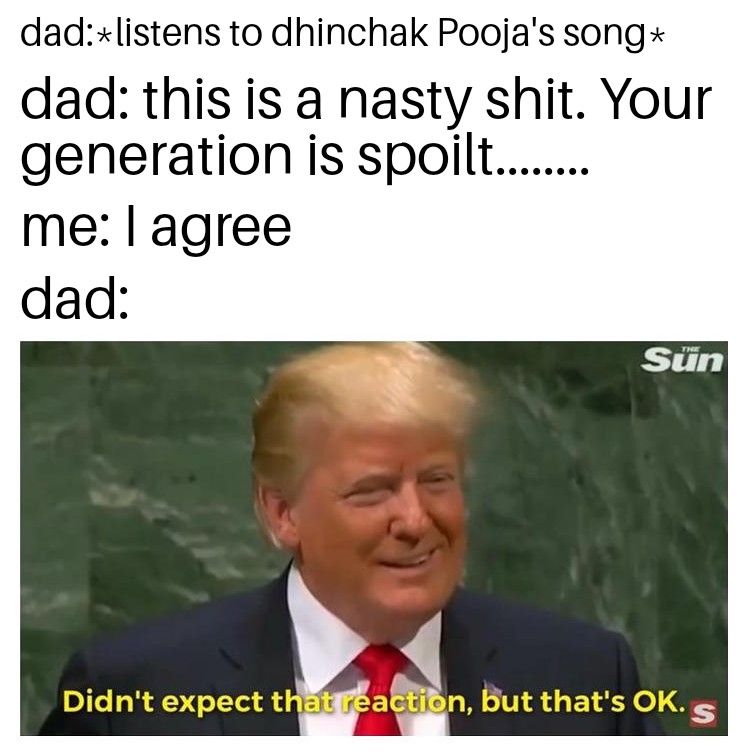 dad:*listens to dhinchak Pooja's song*
dad: this is a nasty shit. Your
generation is spoilt........
me: I agree
dad:
THE
Sun
Didn't expect that reaction, but that's OK.
S